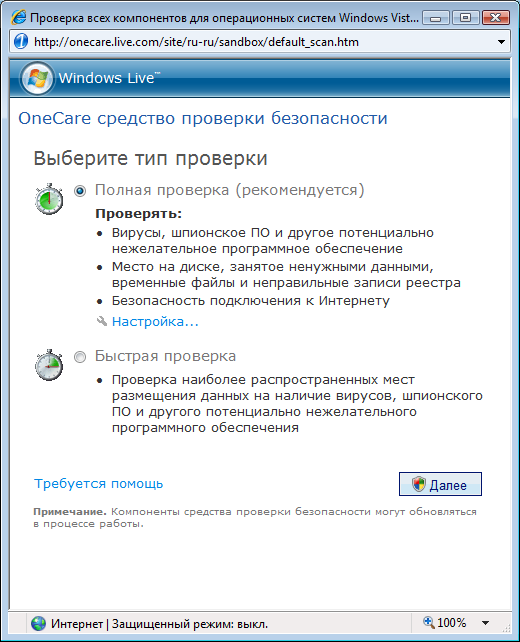 Проверка всех компонентов для операционных систем Windows Vist...
http://onecare.live.com/site/ru-ru/sandbox/default_scan.htm
Windows Live™
OneCare средство проверки безопасности
Выберите тип проверки
Полная проверка (рекомендуется)
Проверять:
• Вирусы, шпионское ПО и другое потенциально
нежелательное программное обеспечение
• Место на диске, занятое ненужными данными,
временные файлы и неправильные записи реестра
• Безопасность подключения к Интернету
Настройка...
Быстрая проверка
• Проверка наиболее распространенных мест
размещения данных на наличие вирусов, шпионского
ПО и другого потенциально нежелательного
программного обеспечения
Требуется помощь
Далее
Примечание. Компоненты средства проверки безопасности могут обновляться
в процессе работы.
Интернет | Защищенный режим: выкл.
100%